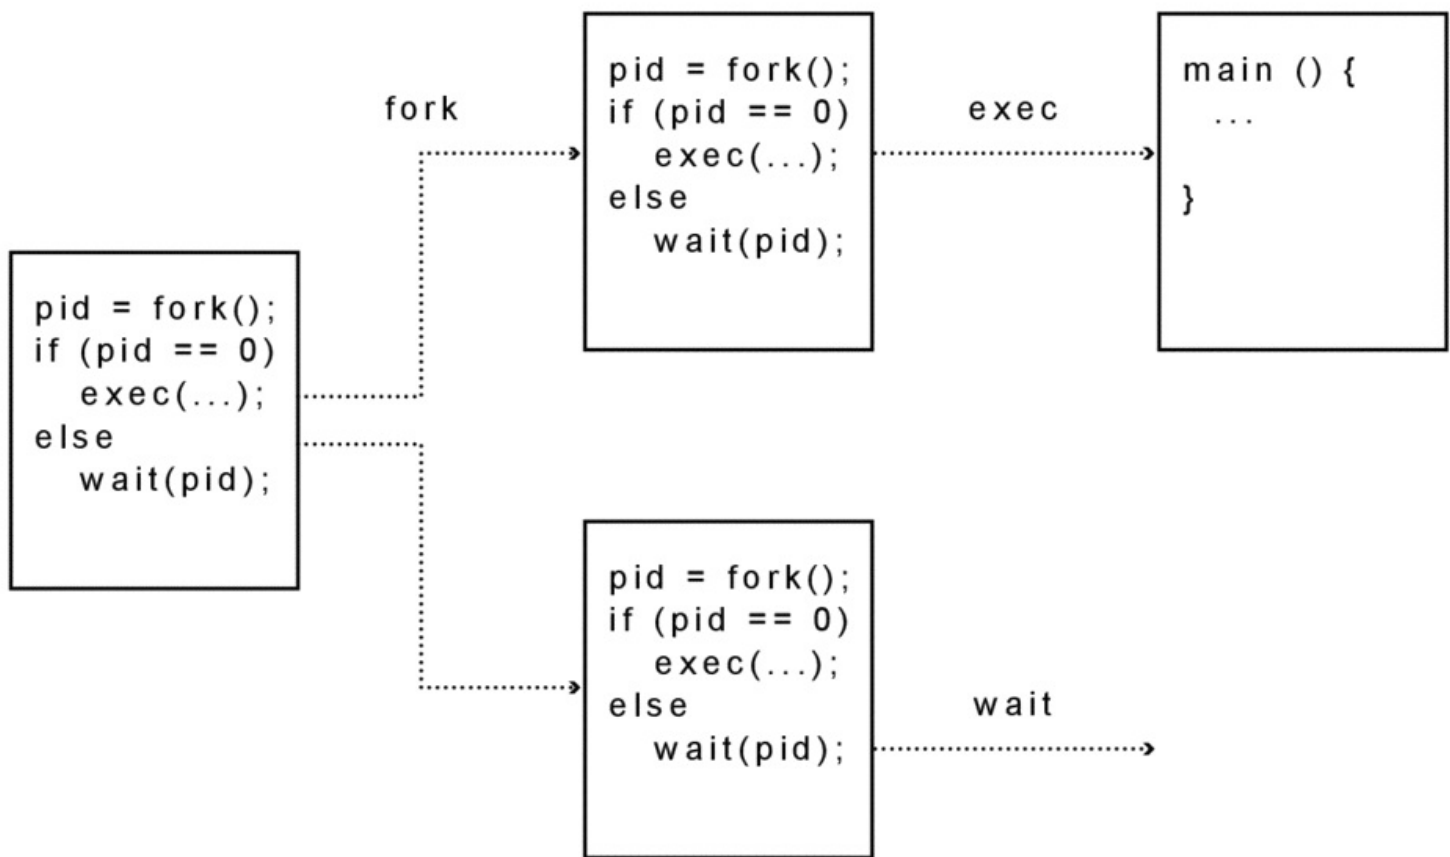 fork
pid = fork();
if (pid == 0)
exec(...);
else
wait(pid);
exec
main () {
...
}
pid = fork();
if (pid == 0)
exec(...);
else
wait(pid);
pid = fork();
if (pid == 0)
exec(...);
else
wait(pid);
wait